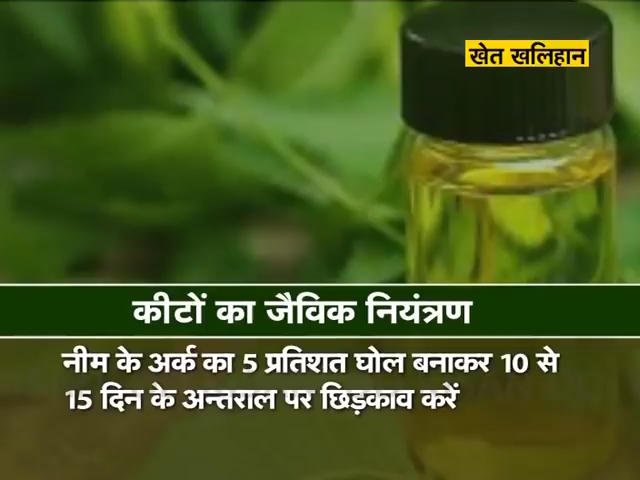 खेत खलिहान
कीटों का जैविक नियंत्रण
नीम के अर्क का 5 प्रतिशत घोल बनाकर 10 से
15 दिन के अन्तराल पर छिड़काव करें